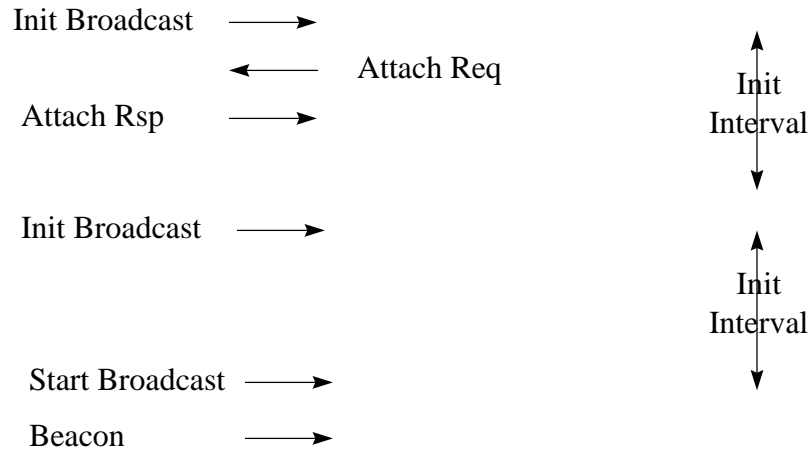 Init Broadcast
Attach Req
Init
Interval
Attach Rsp
Init Broadcast
Init
Interval
Start Broadcast
Beacon